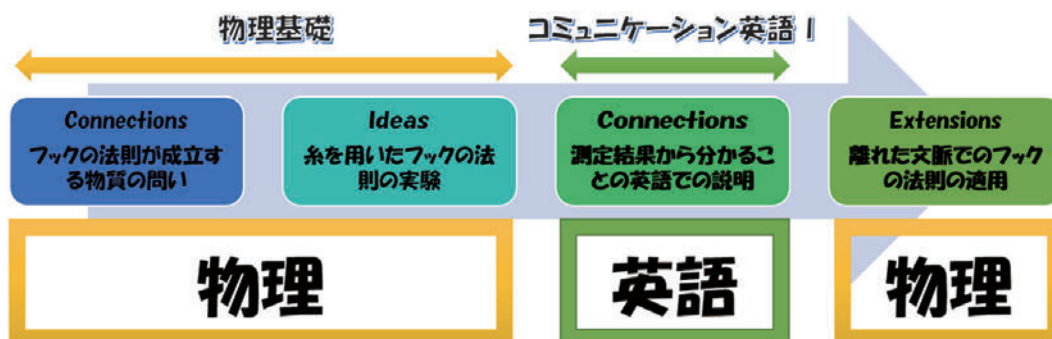 物理基礎
コミュニケーション英語Ⅰ
Connections
フックの法則が成立す
る物質の問い
Ideas
糸を用いたフックの法
則の実験
Connections
測定結果から分かるこ
との英語での説明
Extensions
離れた文脈でのフック
の法則の適用
物理
英語
物理